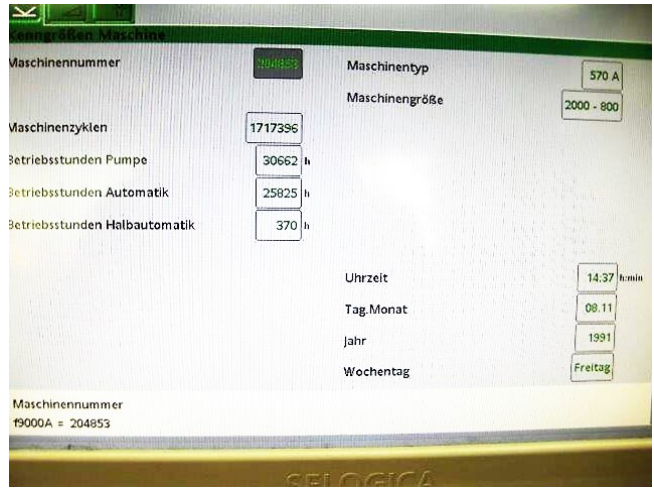 Kenngrößen Maschine
Maschinennummer 204853
Maschinentyp 570 A
Maschinengröße 2000 - 800
Maschinenzyklen 1717396
Betriebsstunden Pumpe 30662 h
Betriebsstunden Automatik 25825 h
Betriebsstunden Halbautomatik 370 h
Uhrzeit 14:37 h:min
Tag.Monat 08.11
Jahr 1991
Wochentag Freitag
Maschinennummer
f9000A = 204853
SELOGICA